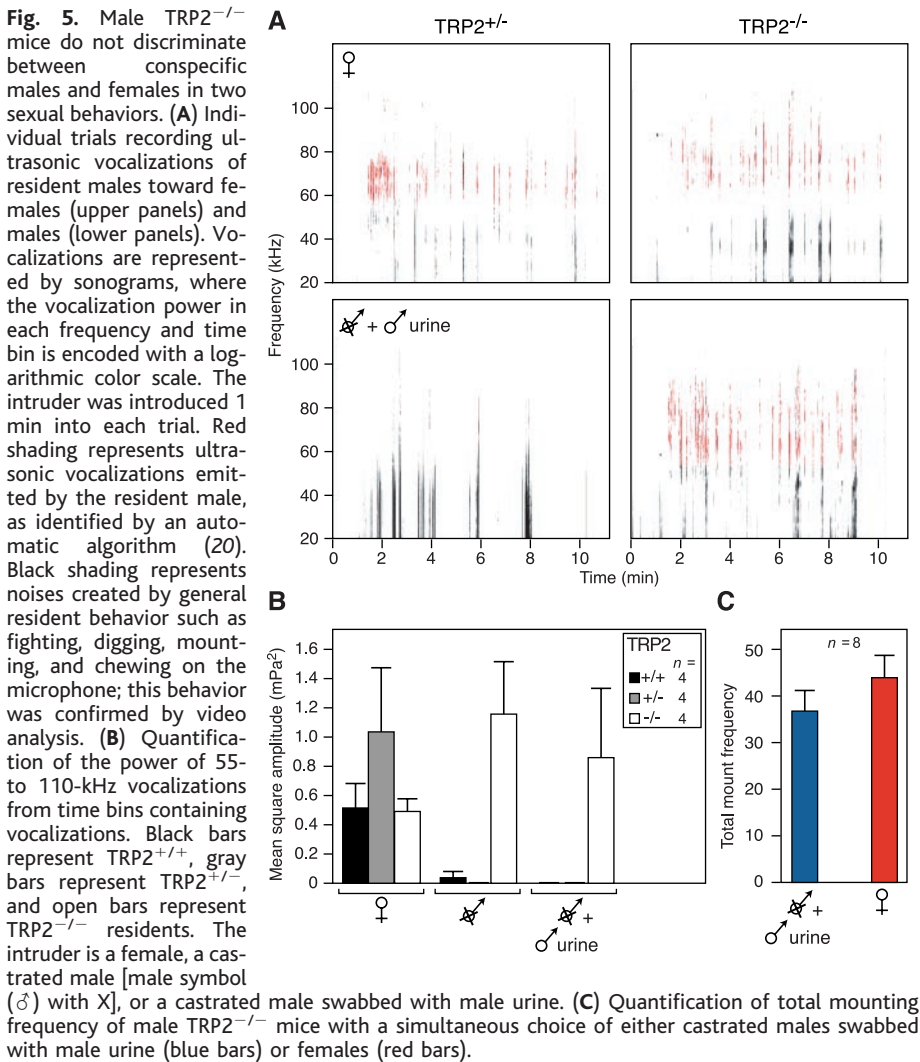 Fig. 5. Male TRP2−/−
mice do not discriminate
between conspecific
males and females in two
sexual behaviors. (A) Indi-
vidual trials recording ul-
trasonic vocalizations of
resident males toward fe-
males (upper panels) and
males (lower panels). Vo-
calizations are represent-
ed by sonograms, where
the vocalization power in
each frequency and time
bin is encoded with a log-
arithmic color scale. The
intruder was introduced 1
min into each trial. Red
shading represents ultra-
sonic vocalizations emit-
ted by the resident male,
as identified by an auto-
matic algorithm (20).
Black shading represents
noises created by general
resident behavior such as
fighting, digging, mount-
ing, and chewing on the
microphone; this behavior
was confirmed by video
analysis. (B) Quantifica-
tion of the power of 55-
to 110-kHz vocalizations
from time bins containing
vocalizations. Black bars
represent TRP2+/+, gray
bars represent TRP2+/−,
and open bars represent
TRP2−/− residents. The
intruder is a female, a cas-
trated male [male symbol
(♂) with X], or a castrated male swabbed with male urine. (C) Quantification of total mounting
frequency of male TRP2−/− mice with a simultaneous choice of either castrated males swabbed
with male urine (blue bars) or females (red bars).
A
TRP2+/-
TRP2-/-
♀
100
80
60
40
20
Frequency (kHz)
+ ♂ urine
100
80
60
40
20
0 2 4 6 8 10
0 2 4 6 8 10
Time (min)
B
Mean square amplitude (mPa²)
1.6
1.4
1.2
1.0
0.8
0.6
0.4
0.2
0
TRP2
n =
+/+ 4
+/- 4
-/- 4
♀
♂
♂ +
♂ urine
C
Total mount frequency
n = 8
50
40
30
20
10
0
♂ +
♂ urine
♀